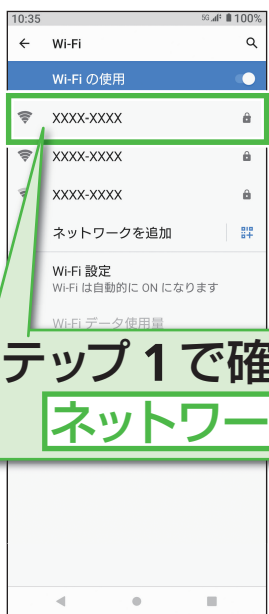 10:35 5G 100%
Wi-Fi
Wi-Fi の使用
XXXX-XXXX
XXXX-XXXX
XXXX-XXXX
ネットワークを追加
Wi-Fi 設定
Wi-Fi は自動的に ON になります
Wi-Fi データ使用量
テップ 1 で確
ネットワー